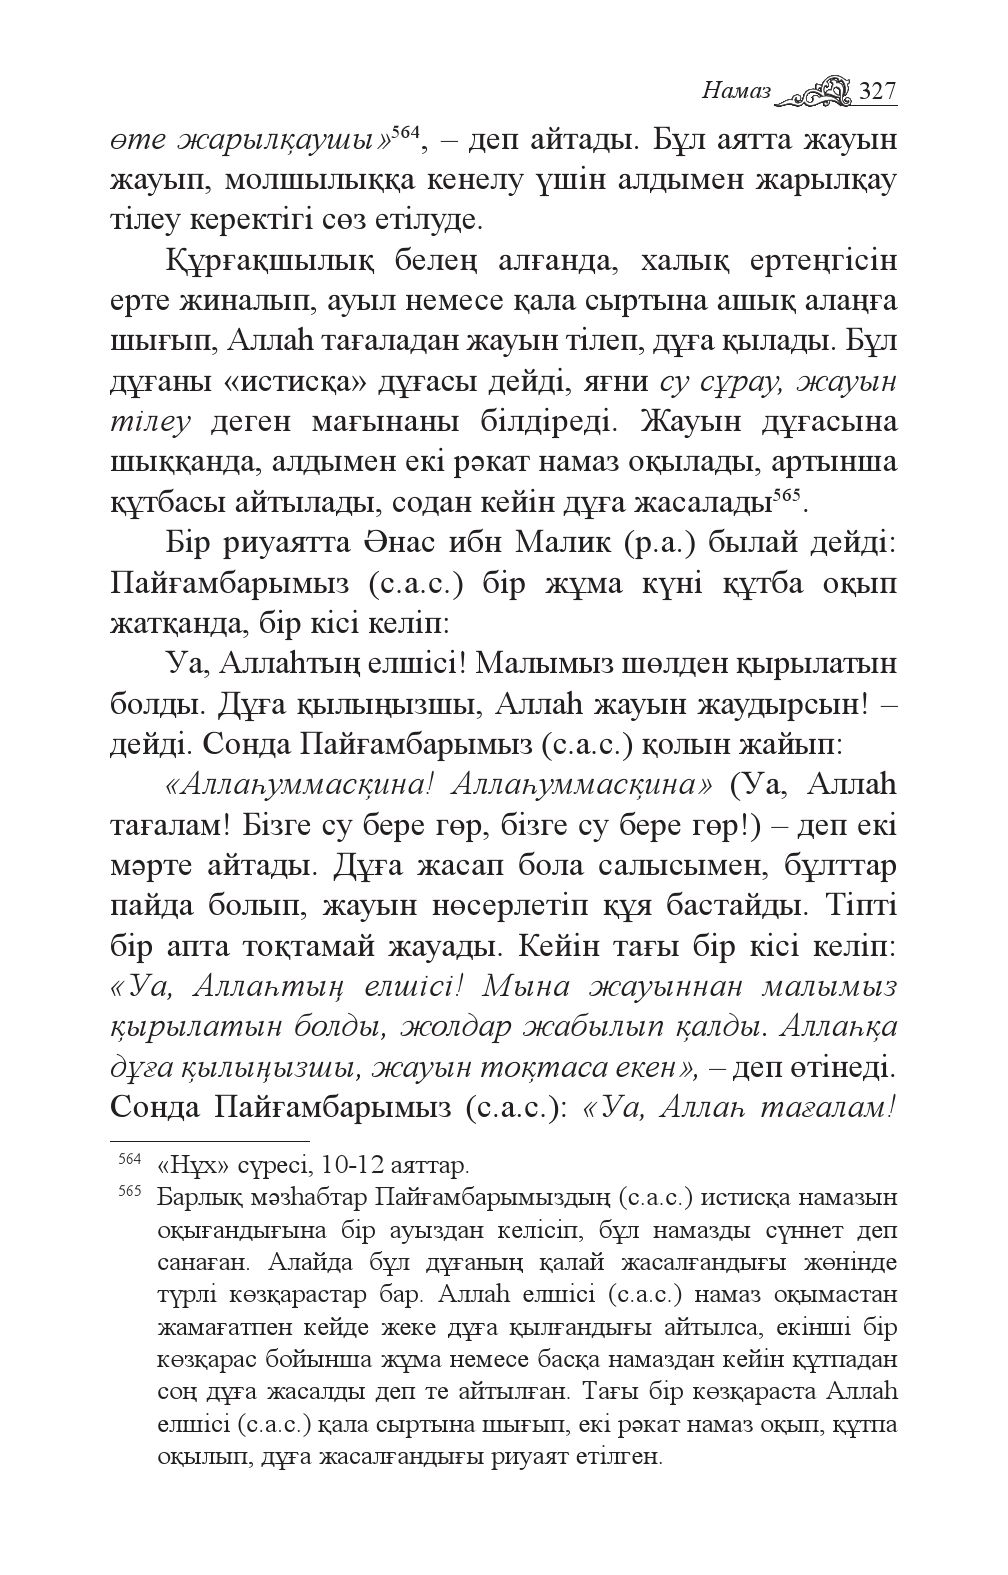 Намаз 327
өте жарылқаушы»564, – деп айтады. Бұл аятта жауын
жауып, молшылыққа кенелу үшін алдымен жарылқау
тілеу керектігі сөз етілуде.
Құрғақшылық белең алғанда, халық ертеңгісін
ерте жиналып, ауыл немесе қала сыртына ашық алаңға
шығып, Аллаһ тағаладан жауын тілеп, дұға қылады. Бұл
дұғаны «истисқа» дұғасы дейді, яғни су сұрау, жауын
тілеу деген мағынаны білдіреді. Жауын дұғасына
шыққанда, алдымен екі рәкат намаз оқылады, артынша
құтбасы айтылады, содан кейін дұға жасалады565.
Бір риуаятта Әнас ибн Малик (р.а.) былай дейді:
Пайғамбарымыз (с.а.с.) бір жұма күні құтба оқып
жатқанда, бір кісі келіп:
Уа, Аллаһтың елшісі! Малымыз шөлден қырылатын
болды. Дұға қылыңызшы, Аллаһ жауын жаудырсын! –
дейді. Сонда Пайғамбарымыз (с.а.с.) қолын жайып:
«Аллаһуммасқина! Аллаһуммасқина» (Уа, Аллаһ
тағалам! Бізге су бере гөр, бізге су бере гөр!) – деп екі
мәрте айтады. Дұға жасап бола салысымен, бұлттар
пайда болып, жауын нөсерлетіп құя бастайды. Тіпті
бір апта тоқтамай жауады. Кейін тағы бір кісі келіп:
«Уа, Аллаһтың елшісі! Мына жауыннан малымыз
қырылатын болды, жолдар жабылып қалды. Аллаһқа
дұға қылыңызшы, жауын тоқтаса екен», – деп өтінеді.
Сонда Пайғамбарымыз (с.а.с.): «Уа, Аллаһ тағалам!
564 «Нұх» сүресі, 10-12 аяттар.
565 Барлық мәзһабтар Пайғамбарымыздың (с.а.с.) истисқа намазын
оқығандығына бір ауыздан келісіп, бұл намазды сүннет деп
санаған. Алайда бұл дұғаның қалай жасалғандығы жөнінде
түрлі көзқарастар бар. Аллаһ елшісі (с.а.с.) намаз оқымастан
жамағатпен кейде жеке дұға қылғандығы айтылса, екінші бір
көзқарас бойынша жұма немесе басқа намаздан кейін құтпадан
соң дұға жасалды деп те айтылған. Тағы бір көзқараста Аллаһ
елшісі (с.а.с.) қала сыртына шығып, екі рәкат намаз оқып, құтпа
оқылып, дұға жасалғандығы риуаят етілген.